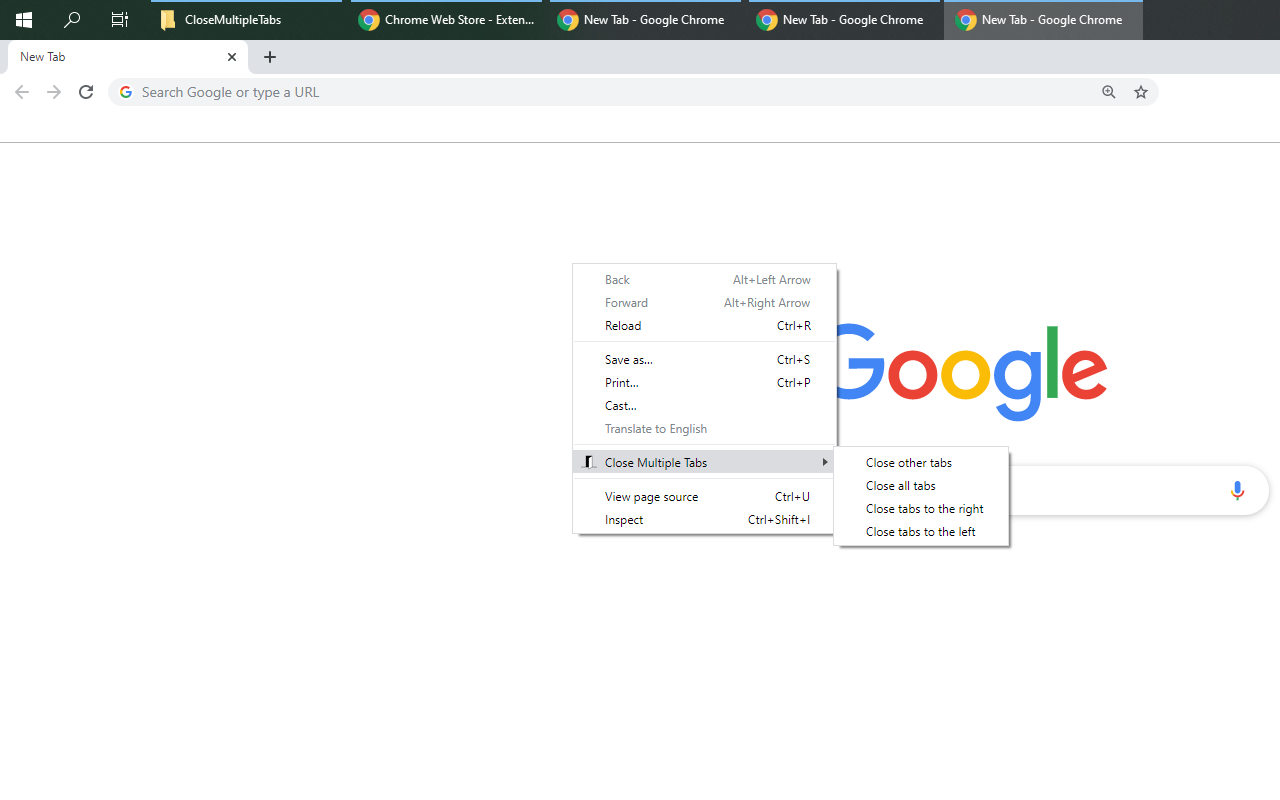 CloseMultipleTabs
Chrome Web Store - Exten...
New Tab - Google Chrome
New Tab - Google Chrome
New Tab - Google Chrome
New Tab
Search Google or type a URL
Back Alt+Left Arrow
Forward Alt+Right Arrow
Reload Ctrl+R
Save as... Ctrl+S
Print... Ctrl+P
Cast...
Translate to English
Close Multiple Tabs
View page source Ctrl+U
Inspect Ctrl+Shift+I
Google
Close other tabs
Close all tabs
Close tabs to the right
Close tabs to the left